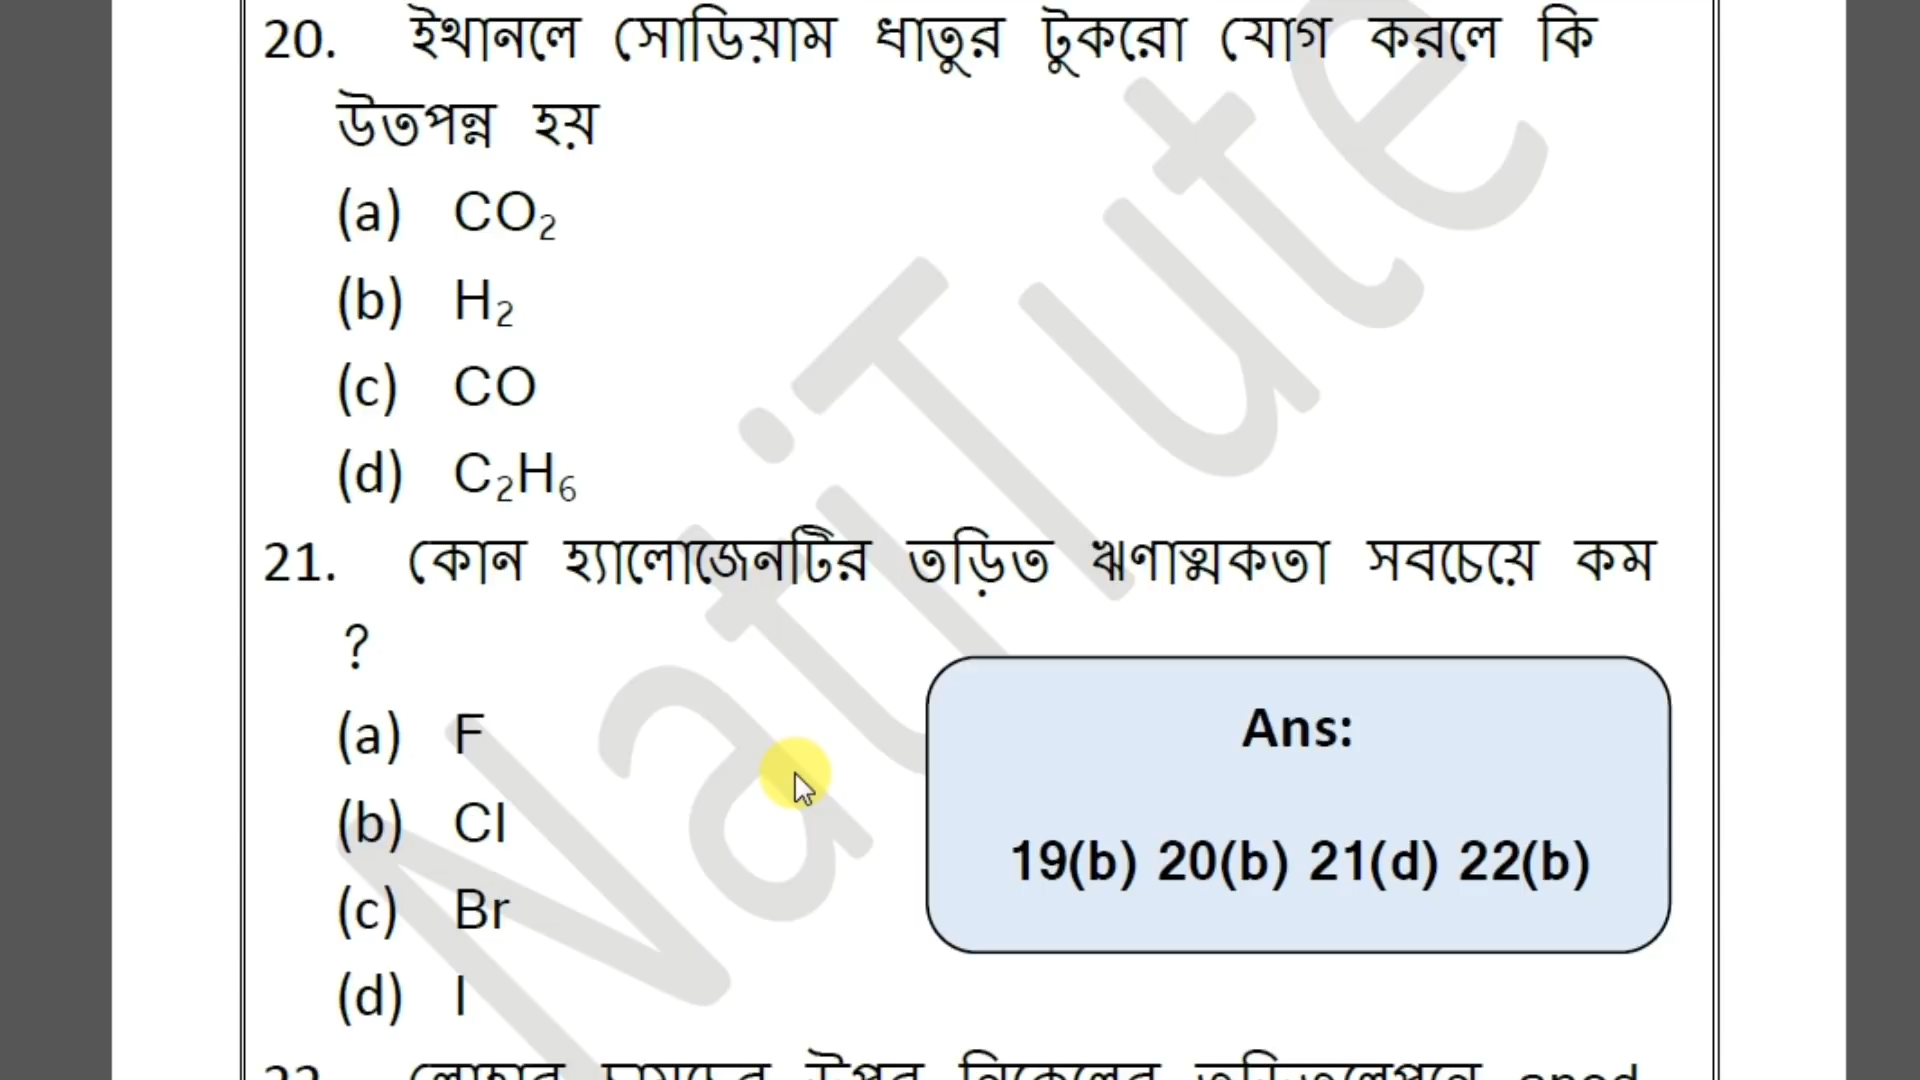 20. ইথানলে সোডিয়াম ধাতুর টুকরো যোগ করলে কি
উতপন্ন হয়
(a) CO₂
(b) H₂
(c) CO
(d) C₂H₆
21. কোন হ্যালোজেনটির তড়িত ঋণাত্মকতা সবচেয়ে কম
?
(a) F
(b) Cl
(c) Br
(d) I
Ans:
19(b) 20(b) 21(d) 22(b)
NatiTute